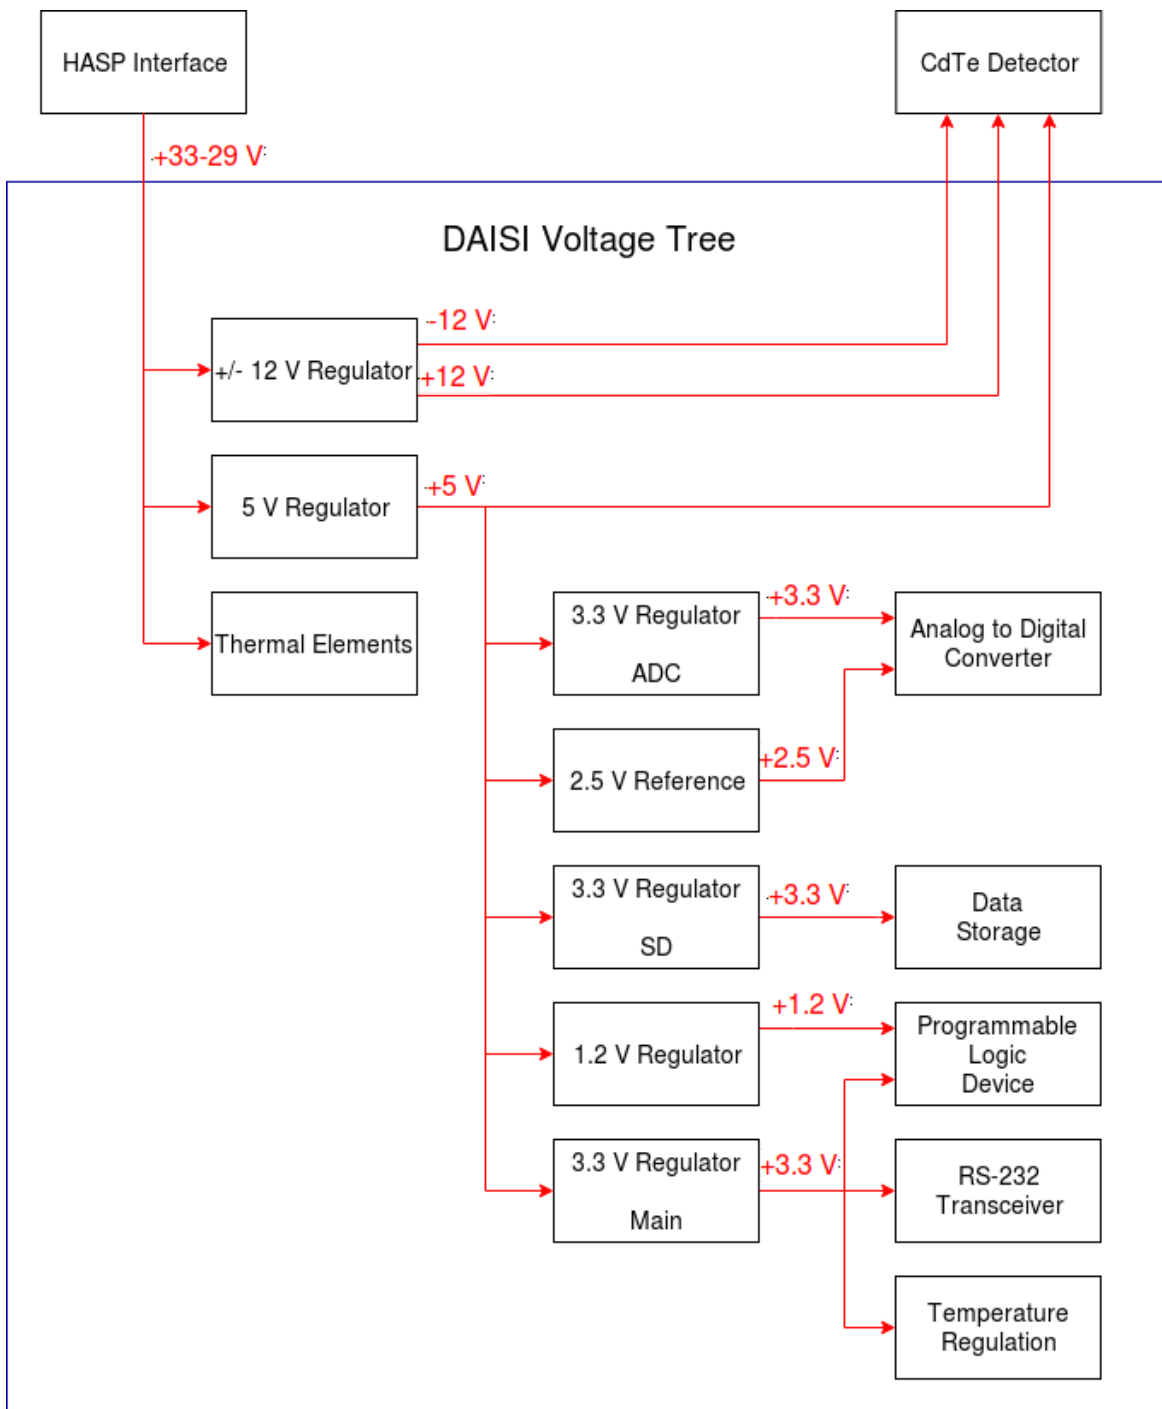 HASP Interface
CdTe Detector
+33-29 V
DAISI Voltage Tree
-12 V
+/- 12 V Regulator
+12 V
+5 V
5 V Regulator
Thermal Elements
3.3 V Regulator
ADC
+3.3 V
Analog to Digital
Converter
2.5 V Reference
+2.5 V
3.3 V Regulator
SD
+3.3 V
Data
Storage
1.2 V Regulator
+1.2 V
Programmable
Logic
Device
3.3 V Regulator
Main
+3.3 V
RS-232
Transceiver
Temperature
Regulation